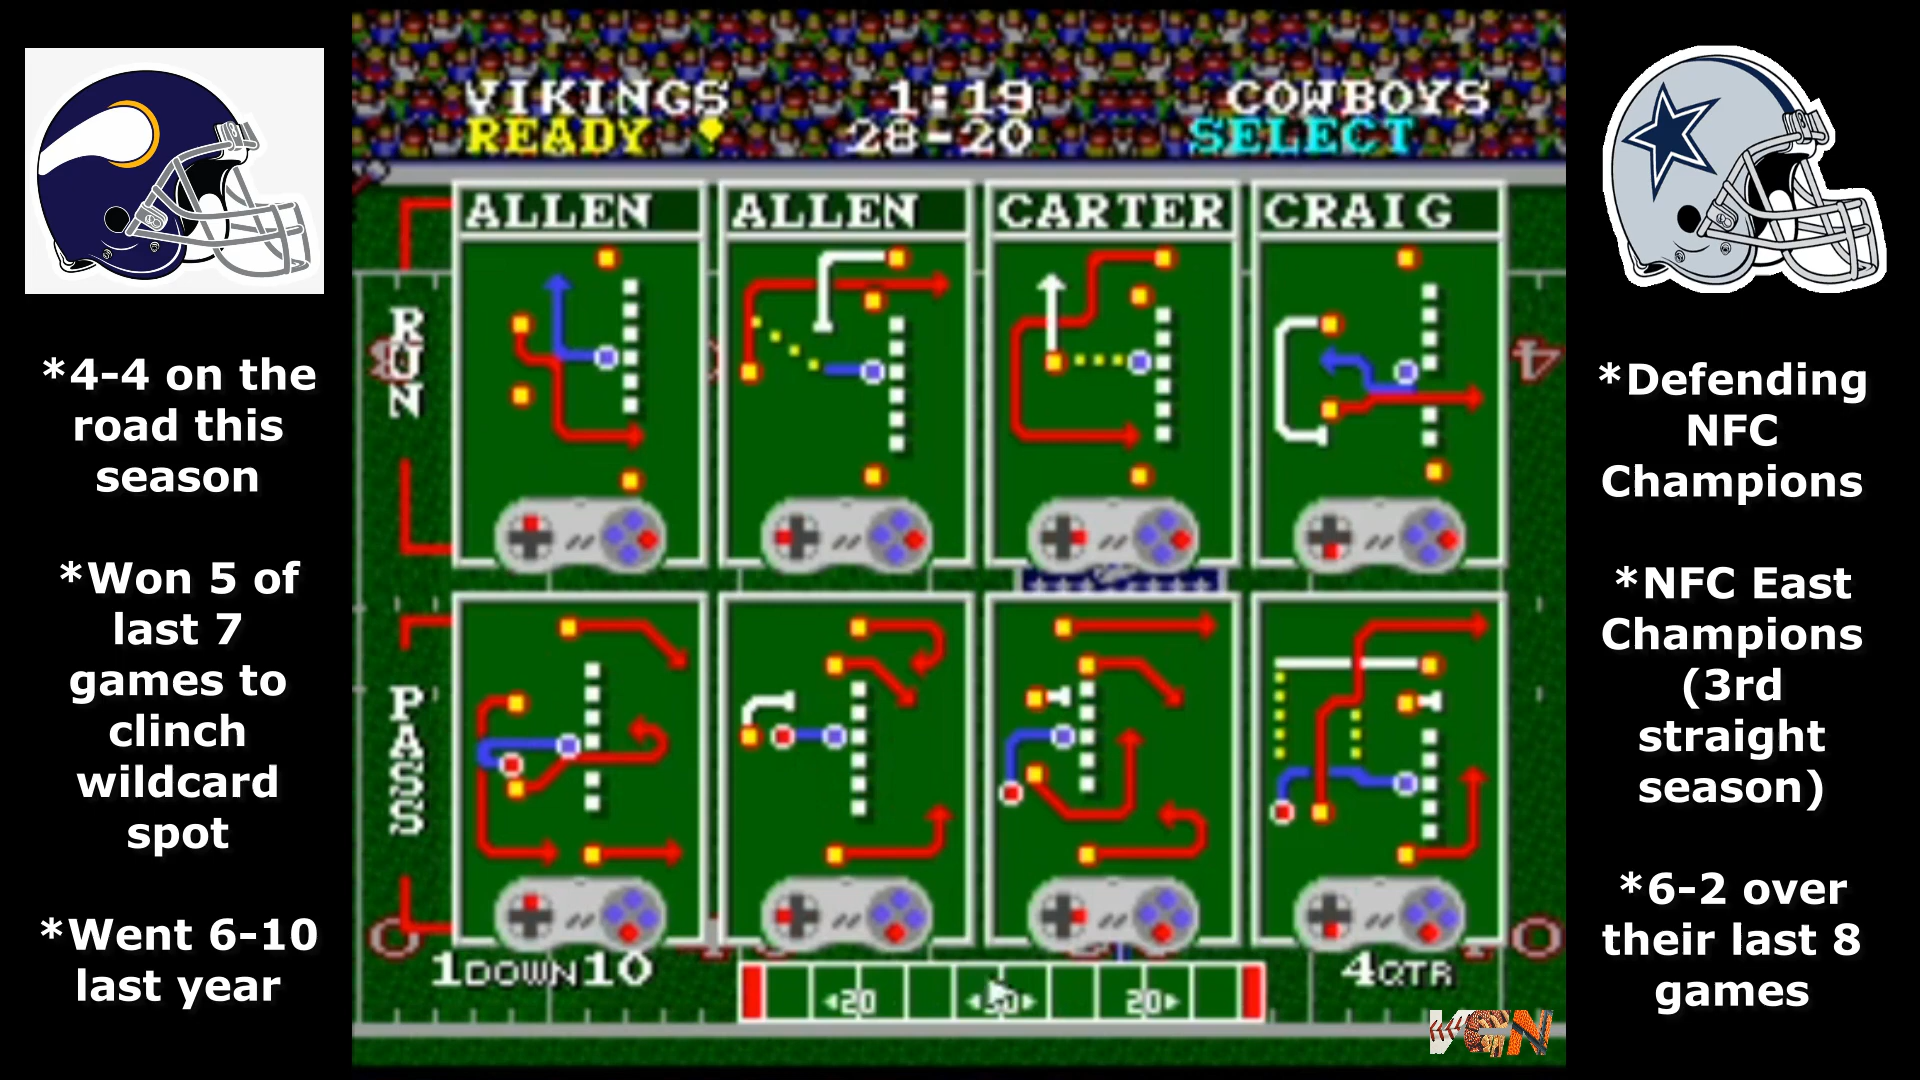 VIKINGS 1:19 COWBOYS
READY 28-20 SELECT
ALLEN ALLEN CARTER CRAIG
RUN
PASS
1DOWN10
◂20 ◂50▸ 20▸
4QTR
*4-4 on the
road this
season
*Won 5 of
last 7
games to
clinch
wildcard
spot
*Went 6-10
last year
*Defending
NFC
Champions
*NFC East
Champions
(3rd
straight
season)
*6-2 over
their last 8
games
VGN